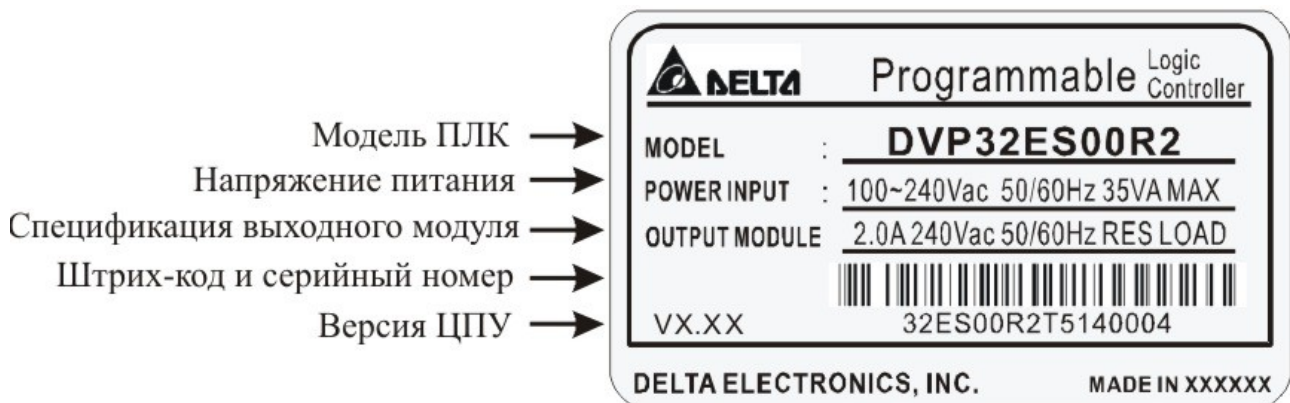 DELTA Programmable Logic Controller
Модель ПЛК
MODEL : DVP32ES00R2
Напряжение питания
POWER INPUT : 100~240Vac 50/60Hz 35VA MAX
Спецификация выходного модуля
OUTPUT MODULE 2.0A 240Vac 50/60Hz RES LOAD
Штрих-код и серийный номер
Версия ЦПУ
VX.XX 32ES00R2T5140004
DELTA ELECTRONICS, INC. MADE IN XXXXXX